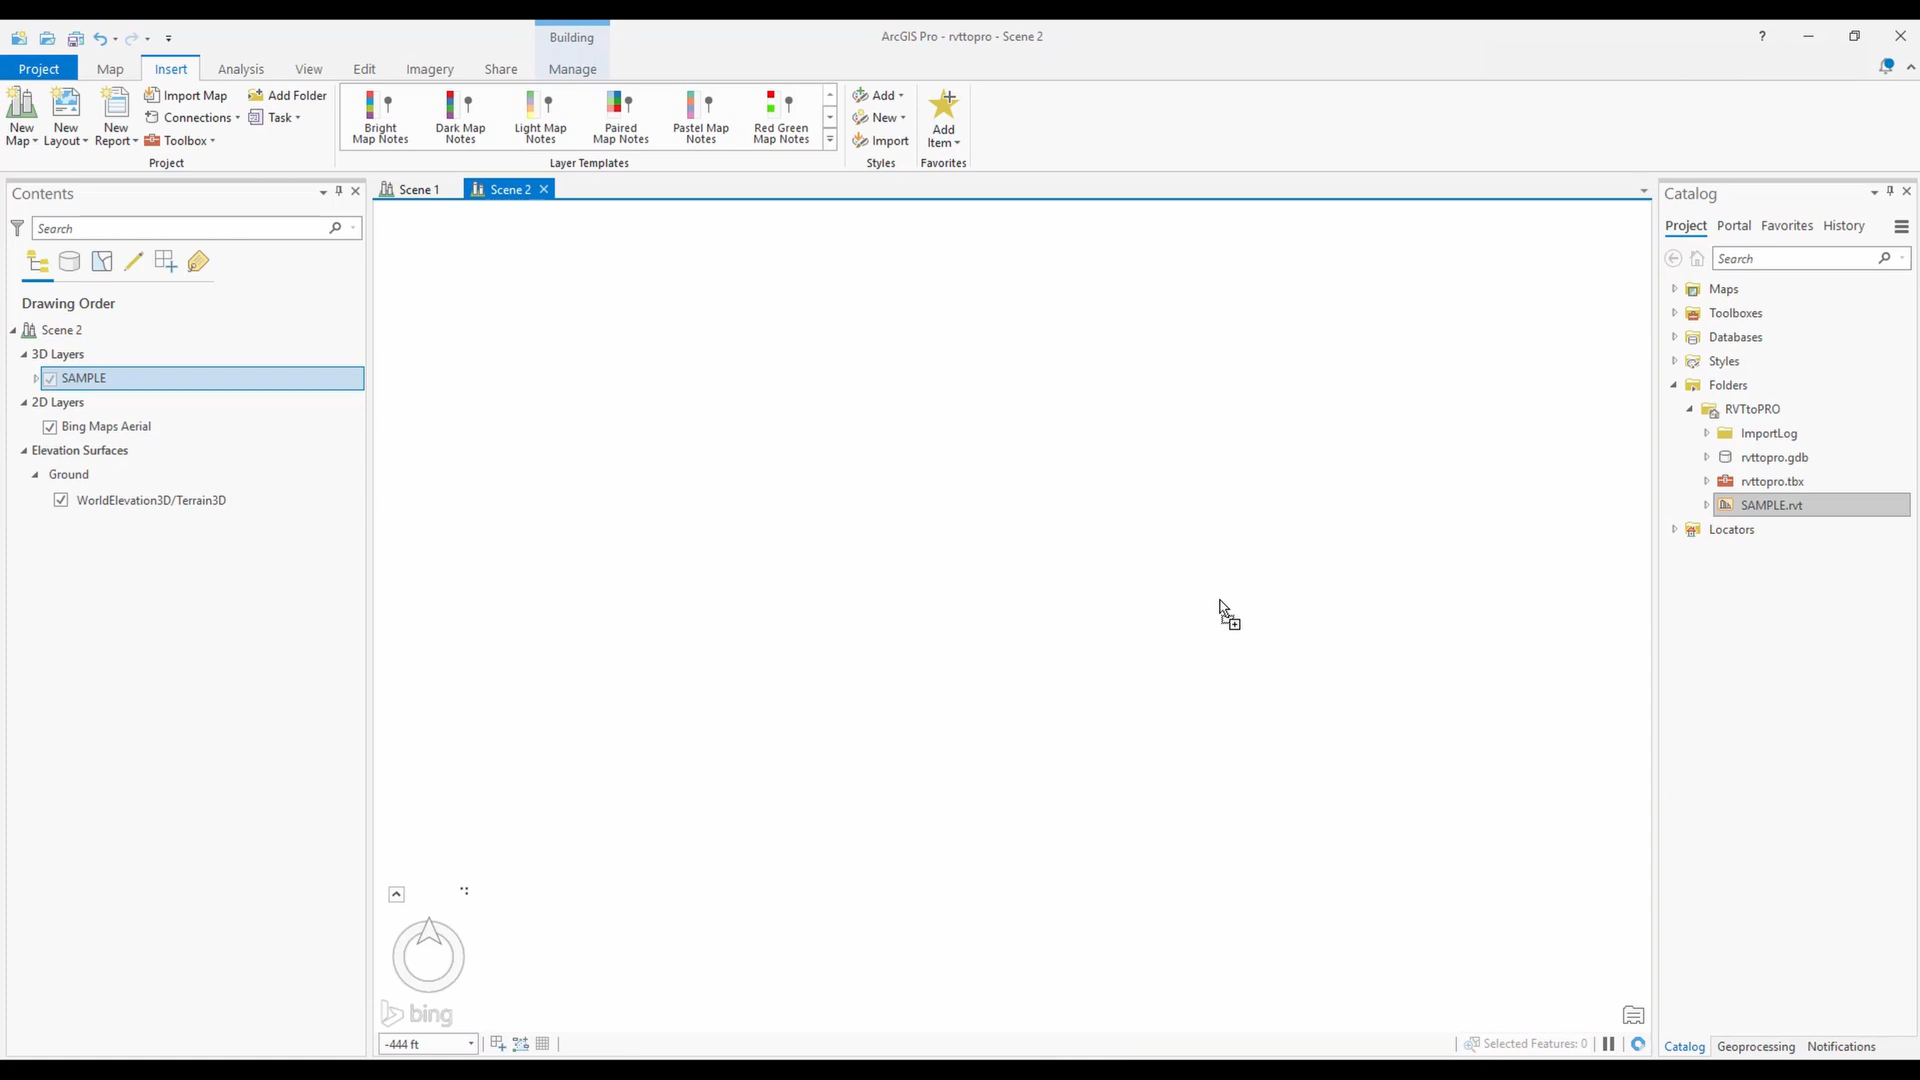 Building
ArcGIS Pro - rvttopro - Scene 2
?
Project
Map
Insert
Analysis
View
Edit
Imagery
Share
Manage
New Map
New Layout
New Report
Import Map
Connections
Toolbox
Add Folder
Task
Project
Bright Map Notes
Dark Map Notes
Light Map Notes
Paired Map Notes
Pastel Map Notes
Red Green Map Notes
Layer Templates
Add
New
Import
Styles
Add Item
Favorites
Contents
Search
Drawing Order
Scene 2
3D Layers
SAMPLE
2D Layers
Bing Maps Aerial
Elevation Surfaces
Ground
WorldElevation3D/Terrain3D
Scene 1
Scene 2
bing
-444 ft
Selected Features: 0
Catalog
Project Portal Favorites History
Search
Maps
Toolboxes
Databases
Styles
Folders
RVTtoPRO
ImportLog
rvttopro.gdb
rvttopro.tbx
SAMPLE.rvt
Locators
Catalog Geoprocessing Notifications